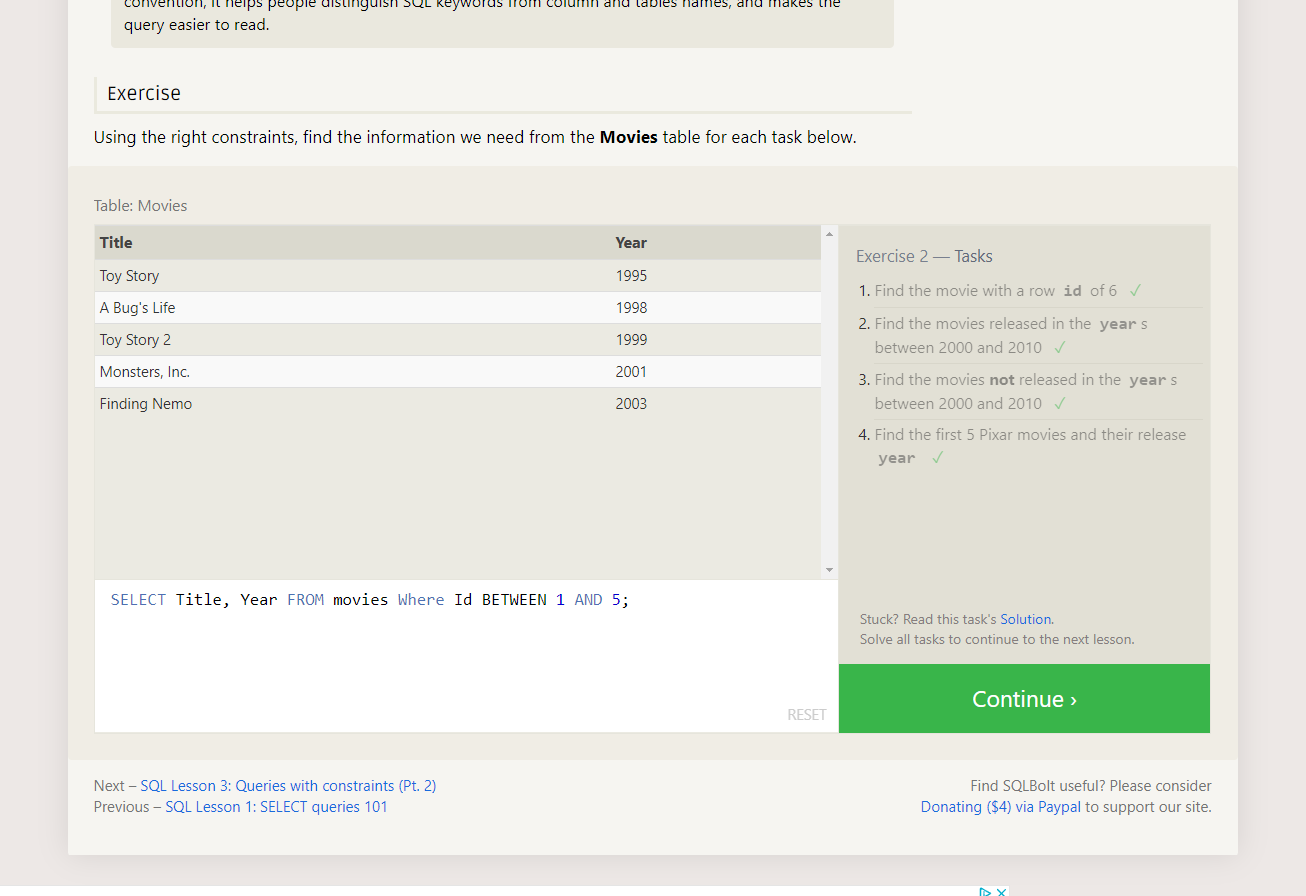 convention, it helps people distinguish SQL keywords from column and tables names, and makes the
query easier to read.
Exercise
Using the right constraints, find the information we need from the Movies table for each task below.
Table: Movies
Title Year
Toy Story 1995
A Bug's Life 1998
Toy Story 2 1999
Monsters, Inc. 2001
Finding Nemo 2003
SELECT Title, Year FROM movies Where Id BETWEEN 1 AND 5;
RESET
Exercise 2 — Tasks
1. Find the movie with a row id of 6 ✓
2. Find the movies released in the year s
between 2000 and 2010 ✓
3. Find the movies not released in the year s
between 2000 and 2010 ✓
4. Find the first 5 Pixar movies and their release
year ✓
Stuck? Read this task's Solution.
Solve all tasks to continue to the next lesson.
Continue ›
Next – SQL Lesson 3: Queries with constraints (Pt. 2)
Previous – SQL Lesson 1: SELECT queries 101
Find SQLBolt useful? Please consider
Donating ($4) via Paypal to support our site.